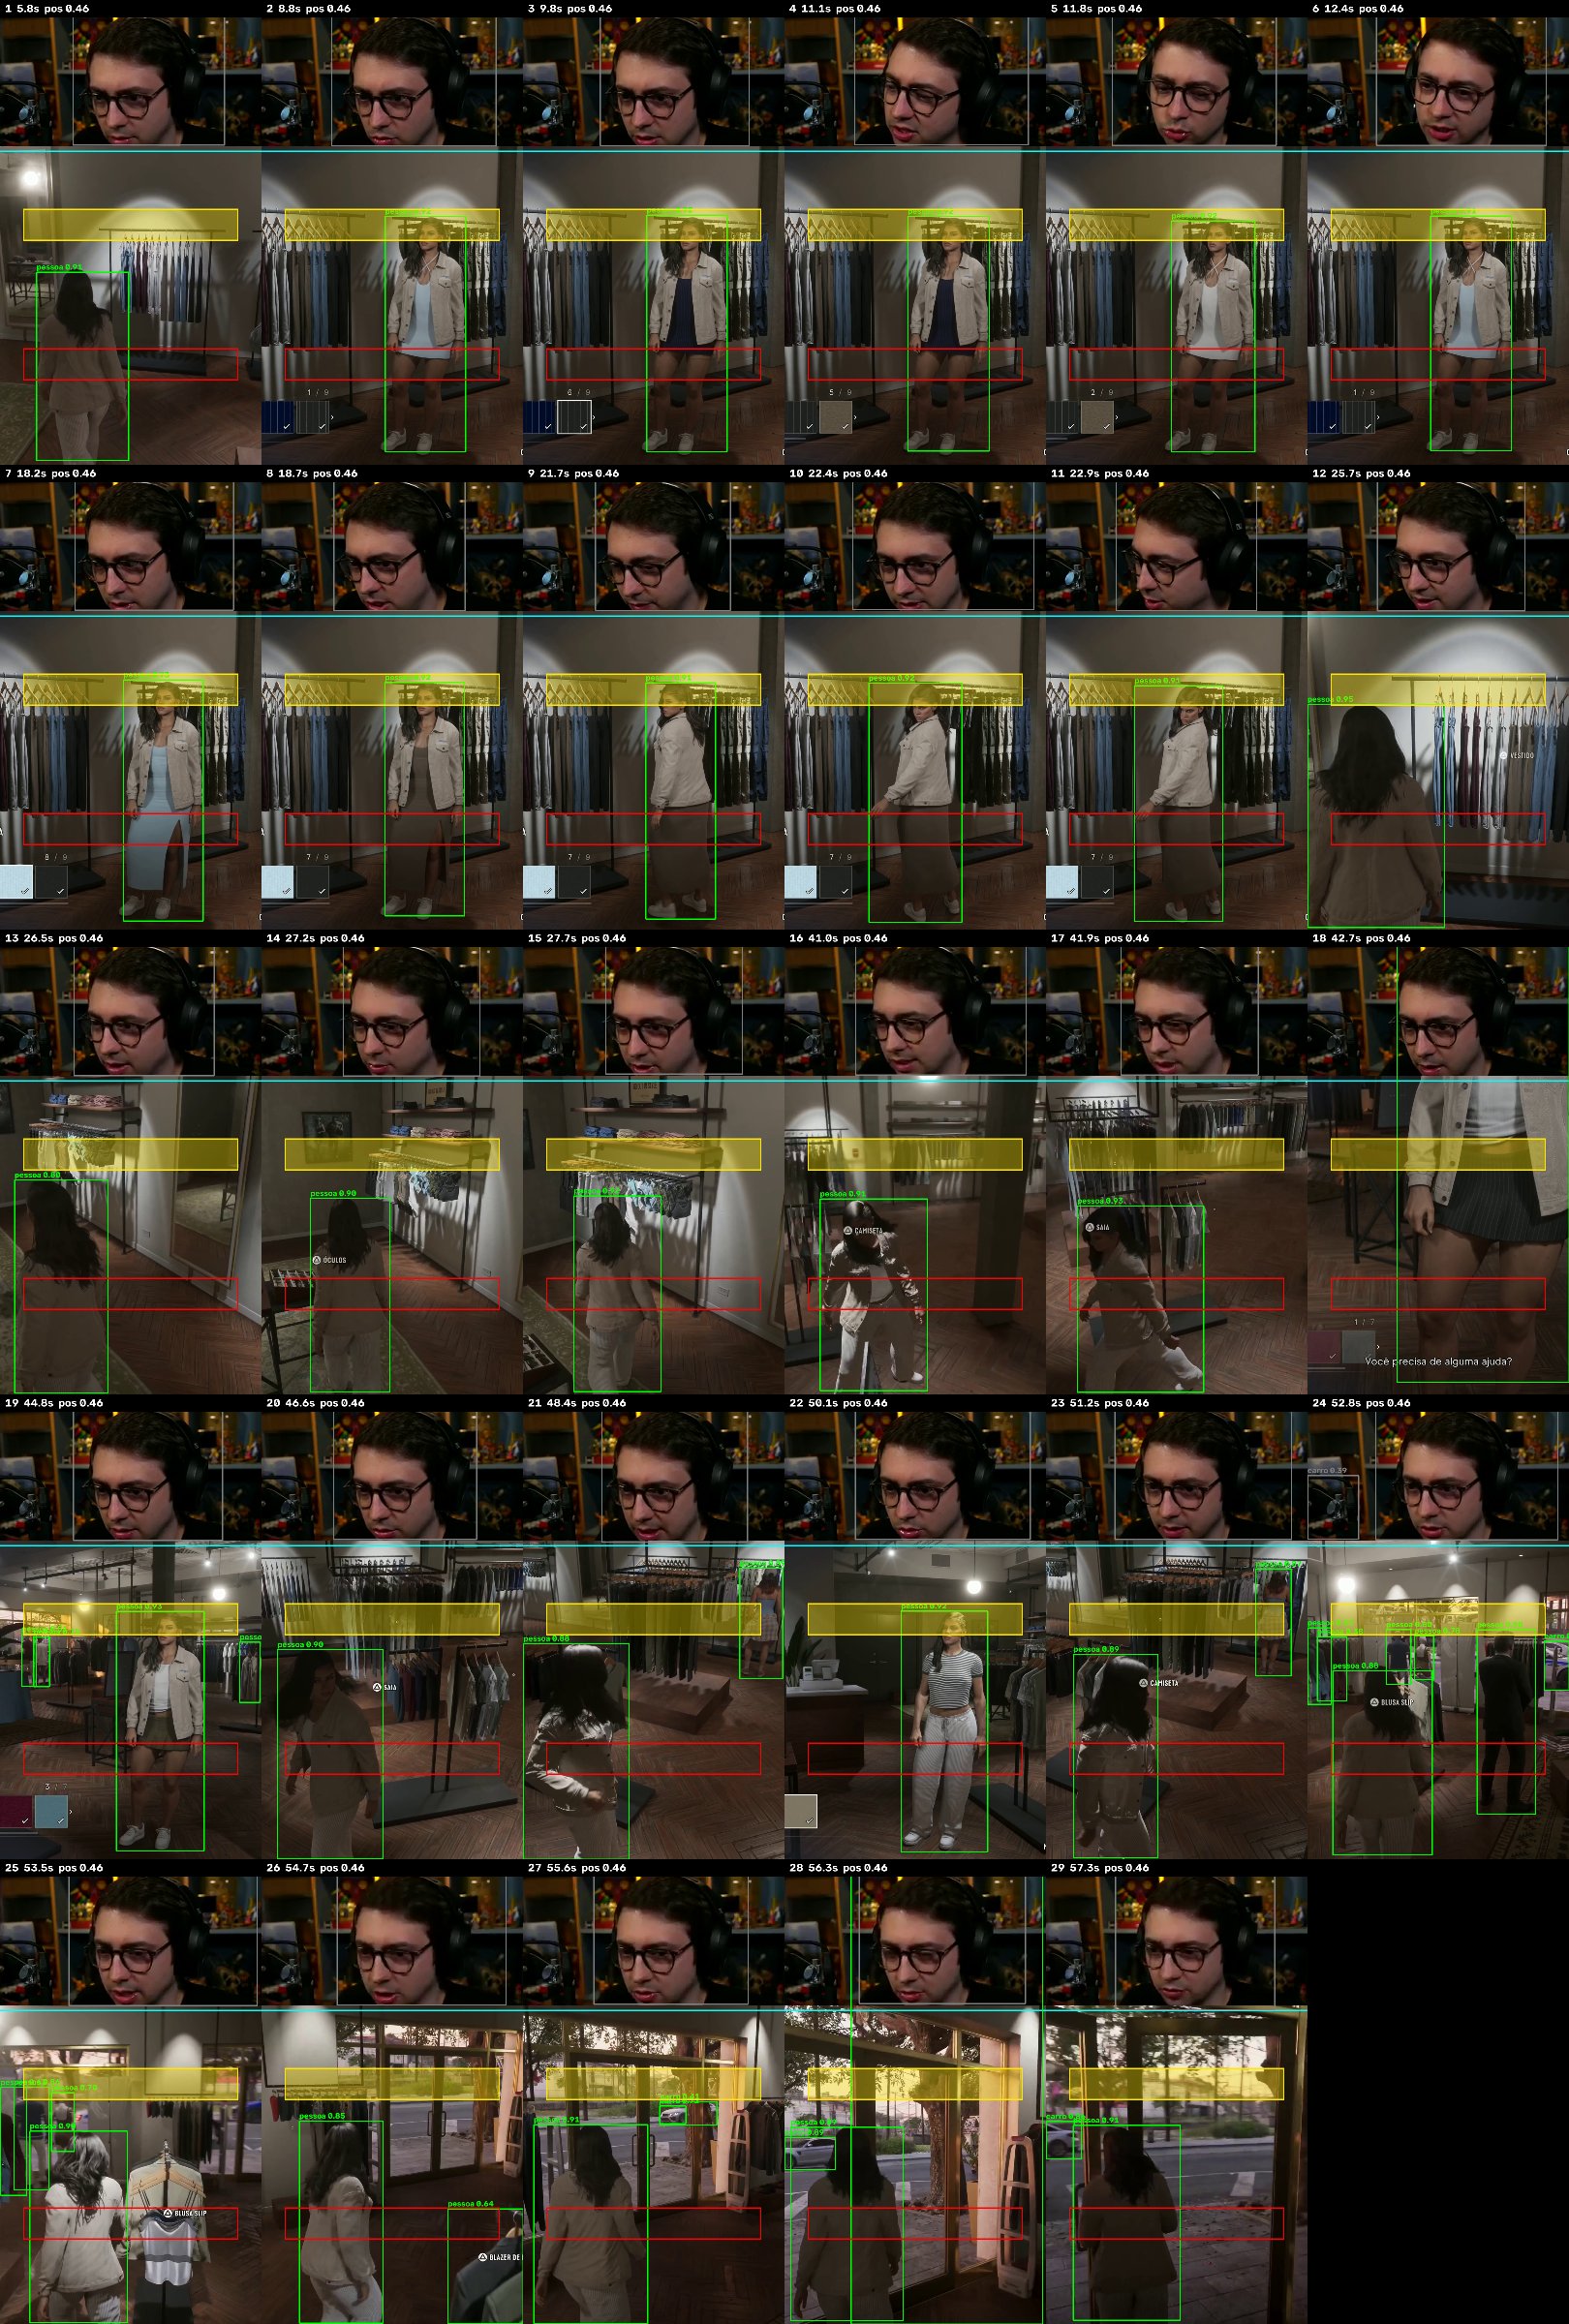 1 5.8s pos 0.46
2 8.8s pos 0.46
3 9.8s pos 0.46
4 11.1s pos 0.46
5 11.8s pos 0.46
6 12.4s pos 0.46
pessoa 0.91
1 / 9
6 / 9
5 / 9
2 / 9
1 / 9
7 18.2s pos 0.46
8 18.7s pos 0.46
9 21.7s pos 0.46
10 22.4s pos 0.46
11 22.9s pos 0.46
12 25.7s pos 0.46
pessoa 0.92
pessoa 0.95
VESTIDO
8 / 9
7 / 9
7 / 9
7 / 9
7 / 9
13 26.5s pos 0.46
14 27.2s pos 0.46
15 27.7s pos 0.46
16 41.0s pos 0.46
17 41.9s pos 0.46
18 42.7s pos 0.46
pessoa 0.80
pessoa 0.90
pessoa 0.91
pessoa 0.93
CAMISETA
SAIA
ÓCULOS
1 / 7
Você precisa de alguma ajuda?
19 44.8s pos 0.46
20 46.6s pos 0.46
21 48.4s pos 0.46
22 50.1s pos 0.46
23 51.2s pos 0.46
24 52.8s pos 0.46
carro 0.39
pessoa 0.93
pessoa 0.90
pessoa 0.88
pessoa 0.92
pessoa 0.89
pessoa 0.86
SAIA
CAMISETA
BLUSA SLIP
3 / 7
25 53.5s pos 0.46
26 54.7s pos 0.46
27 55.6s pos 0.46
28 56.3s pos 0.46
29 57.3s pos 0.46
pessoa 0.85
pessoa 0.91
pessoa 0.64
BLUSA SLIP
BLAZER DE